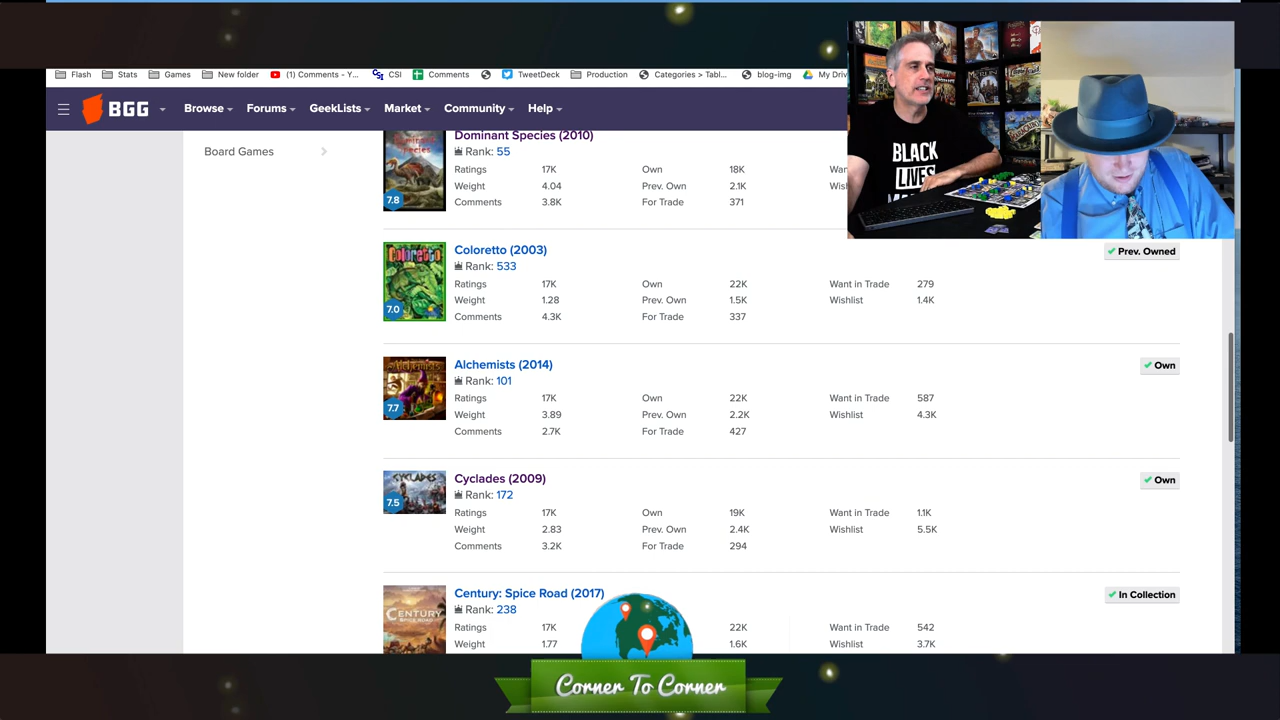 Flash Stats Games New folder (1) Comments - Y... CSI Comments TweetDeck Production Categories > Tabl... blog-img My Driv
BGG Browse Forums GeekLists Market Community Help
Board Games
Dominant Species (2010)
Rank: 55
Ratings 17K Own 18K Wan
Weight 4.04 Prev. Own 2.1K Wish
Comments 3.8K For Trade 371
7.8
BLACK
LIVES
Coloretto (2003) Prev. Owned
Rank: 533
Ratings 17K Own 22K Want in Trade 279
Weight 1.28 Prev. Own 1.5K Wishlist 1.4K
Comments 4.3K For Trade 337
Coloretto
7.0
Alchemists (2014) Own
Rank: 101
Ratings 17K Own 22K Want in Trade 587
Weight 3.89 Prev. Own 2.2K Wishlist 4.3K
Comments 2.7K For Trade 427
Alchemists
7.7
Cyclades (2009) Own
Rank: 172
Ratings 17K Own 19K Want in Trade 1.1K
Weight 2.83 Prev. Own 2.4K Wishlist 5.5K
Comments 3.2K For Trade 294
CYCLADES
7.5
Century: Spice Road (2017) In Collection
Rank: 238
Ratings 17K 22K Want in Trade 542
Weight 1.77 1.6K Wishlist 3.7K
CENTURY
SPICE ROAD
Corner To Corner